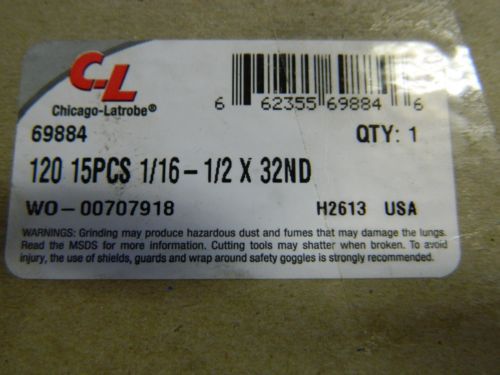 C-L
Chicago-Latrobe®
6 62355 69884 6
69884 QTY: 1
120 15PCS 1/16 - 1/2 X 32ND
WO-00707918 H2613 USA
WARNINGS: Grinding may produce hazardous dust and fumes that may damage the lungs.
Read the MSDS for more information. Cutting tools may shatter when broken. To avoid
injury, the use of shields, guards and wrap around safety goggles is strongly recommended.